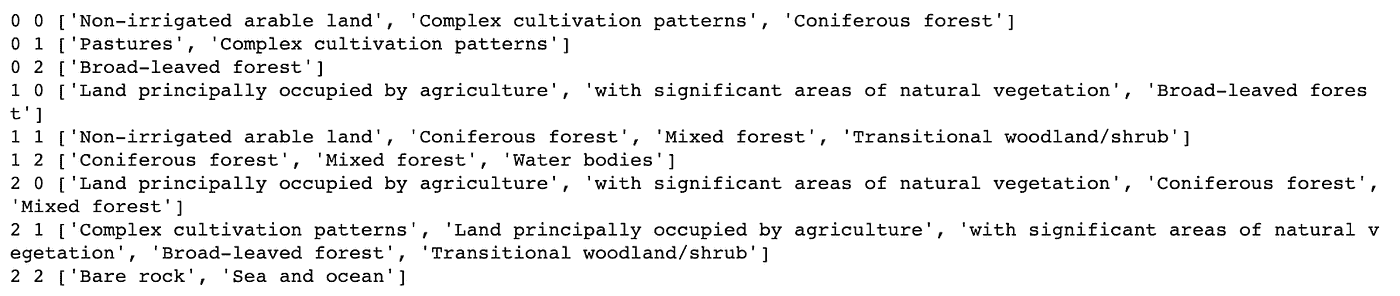 0 0 ['Non-irrigated arable land', 'Complex cultivation patterns', 'Coniferous forest']
0 1 ['Pastures', 'Complex cultivation patterns']
0 2 ['Broad-leaved forest']
1 0 ['Land principally occupied by agriculture', 'with significant areas of natural vegetation', 'Broad-leaved fores
t']
1 1 ['Non-irrigated arable land', 'Coniferous forest', 'Mixed forest', 'Transitional woodland/shrub']
1 2 ['Coniferous forest', 'Mixed forest', 'Water bodies']
2 0 ['Land principally occupied by agriculture', 'with significant areas of natural vegetation', 'Coniferous forest',
'Mixed forest']
2 1 ['Complex cultivation patterns', 'Land principally occupied by agriculture', 'with significant areas of natural v
egetation', 'Broad-leaved forest', 'Transitional woodland/shrub']
2 2 ['Bare rock', 'Sea and ocean']